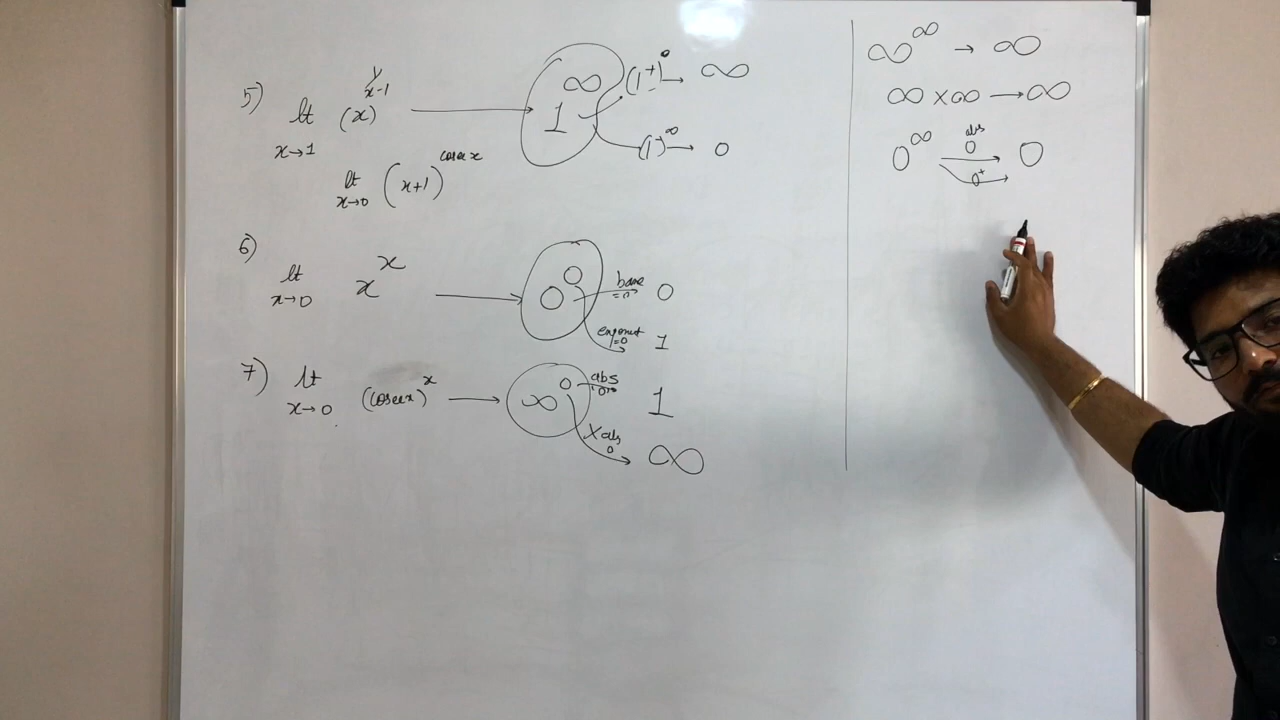 5) lt x→1 (x)^1/x-1 → 1^∞ (1+)^∞ → ∞
(1-)^∞ → 0
lt x→0 (x+1)^cosec x
6) lt x→0 x^x → 0^0 base =0 0
exponent =0 1
7) lt x→0 (cosec x)^x → ∞^0 abs 1
X abs 0 ∞
∞^∞ → ∞
∞ × ∞ → ∞
0^∞ abs 0 → 0
0+